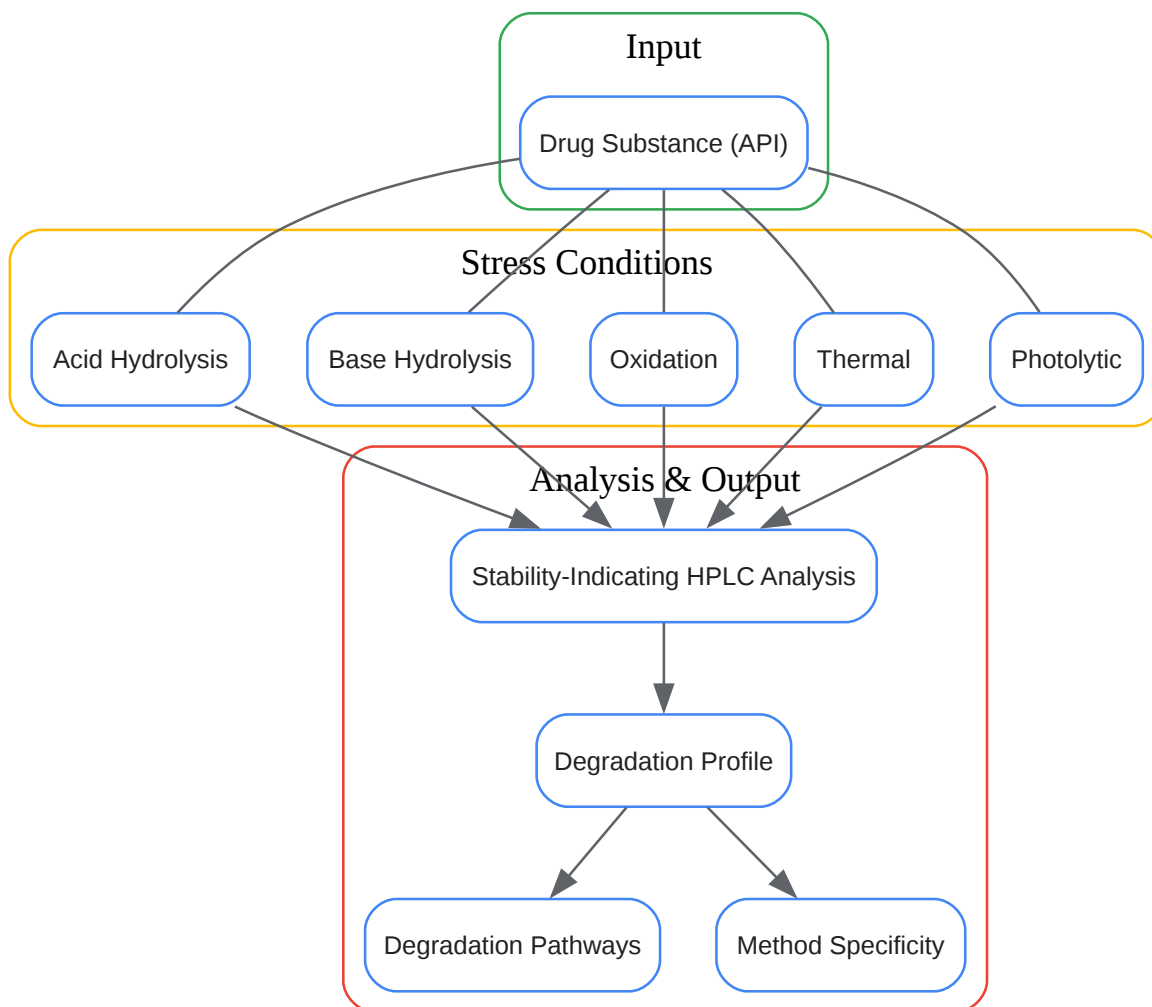 Input
Drug Substance (API)
Stress Conditions
Acid Hydrolysis
Base Hydrolysis
Oxidation
Thermal
Photolytic
Analysis & Output
Stability-Indicating HPLC Analysis
Degradation Profile
Degradation Pathways
Method Specificity